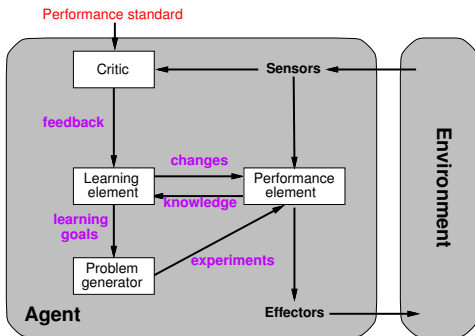 Performance standard
Critic
Sensors
feedback
changes
Learning
element
Performance
element
knowledge
learning
goals
Problem
generator
experiments
Agent
Effectors
Environment